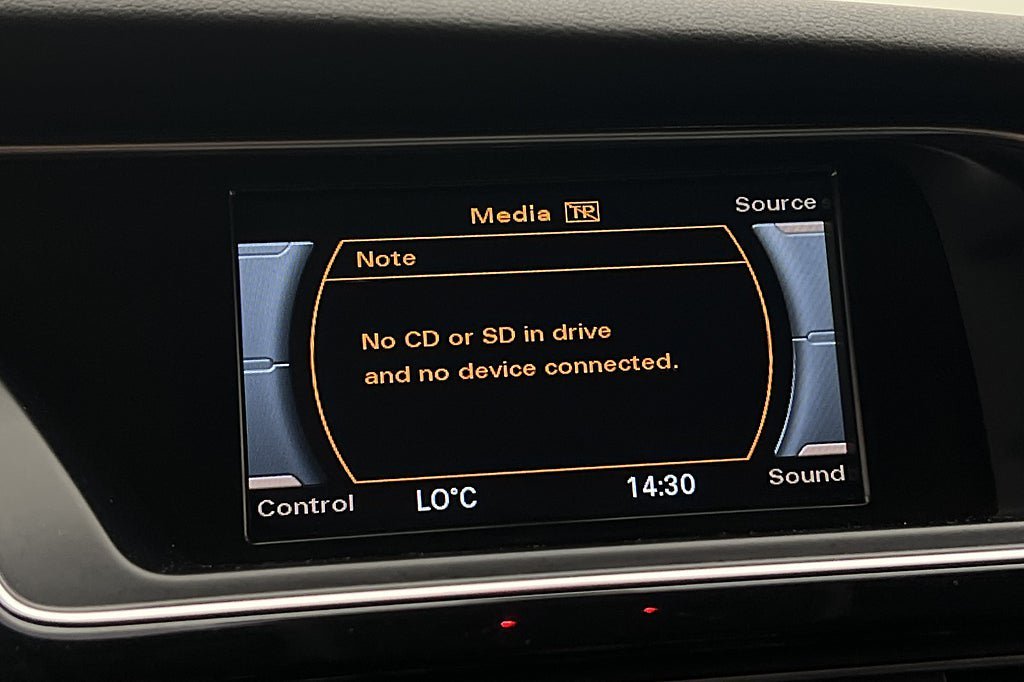 Media TP
Source
Note
No CD or SD in drive
and no device connected.
Control
LO°C
14:30
Sound